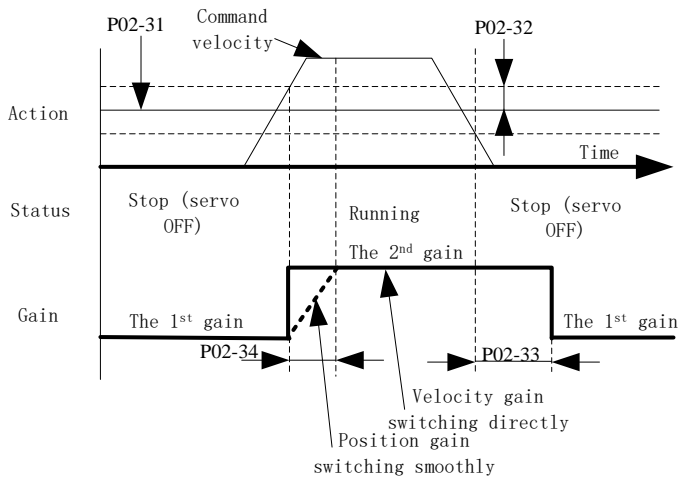 P02-31
Command
velocity
P02-32
Action
Time
Status
Stop (servo
OFF)
Running
Stop (servo
OFF)
The 2nd gain
Gain
The 1st gain
The 1st gain
P02-34
P02-33
Velocity gain
switching directly
Position gain
switching smoothly